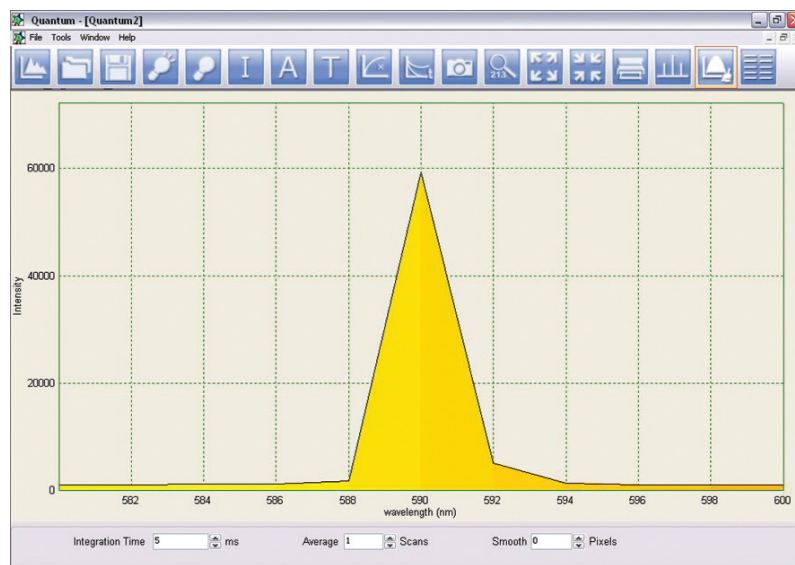 Quantum - [Quantum2]
File Tools Window Help
I A T x t 213
60000
40000
20000
0
Intensity
582 584 586 588 590 592 594 596 598 600
wavelength (nm)
Integration Time 5 ms Average 1 Scans Smooth 0 Pixels